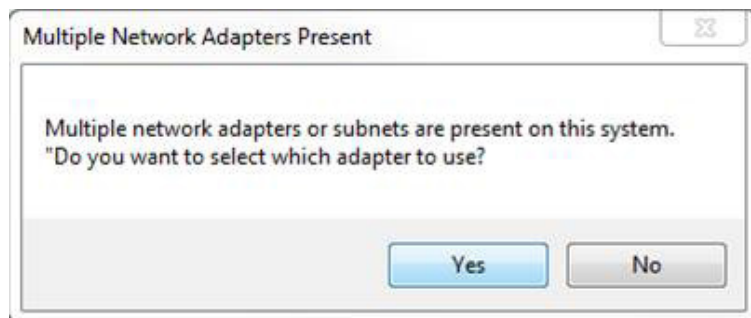 Multiple Network Adapters Present
Multiple network adapters or subnets are present on this system.
"Do you want to select which adapter to use?
Yes
No